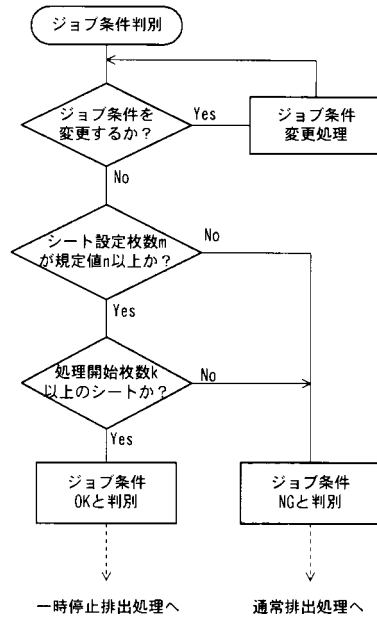 ジョブ条件判別
ジョブ条件を
変更するか？
Yes
ジョブ条件
変更処理
No
シート設定枚数m
が規定値n以上か？
No
Yes
処理開始枚数k
以上のシートか？
No
Yes
ジョブ条件
OKと判別
ジョブ条件
NGと判別
一時停止排出処理へ
通常排出処理へ